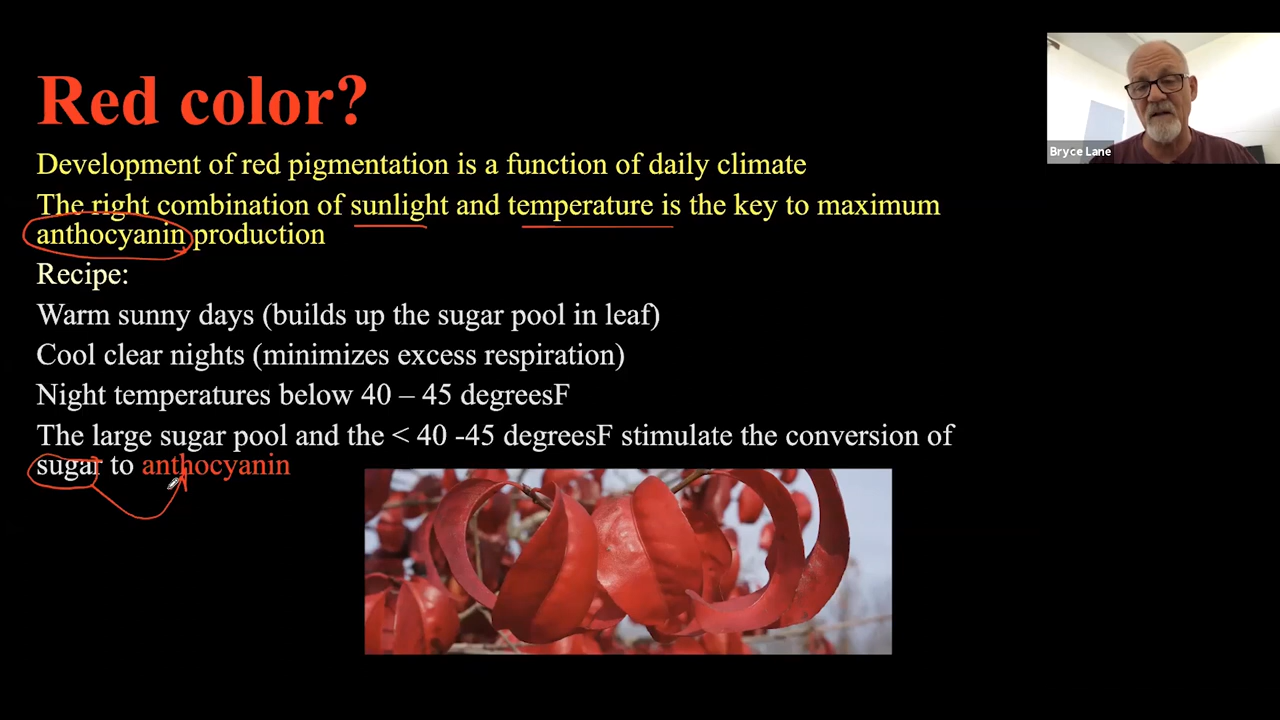 Red color?
Development of red pigmentation is a function of daily climate
The right combination of sunlight and temperature is the key to maximum
anthocyanin production
Recipe:
Warm sunny days (builds up the sugar pool in leaf)
Cool clear nights (minimizes excess respiration)
Night temperatures below 40 – 45 degreesF
The large sugar pool and the < 40 -45 degreesF stimulate the conversion of
sugar to anthocyanin
Bryce Lane